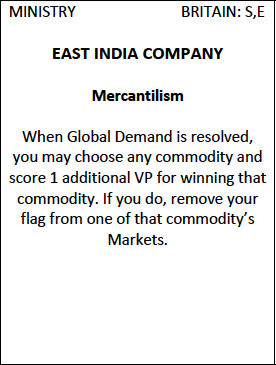 MINISTRY BRITAIN: S,E
EAST INDIA COMPANY
Mercantilism
When Global Demand is resolved,
you may choose any commodity and
score 1 additional VP for winning that
commodity. If you do, remove your
flag from one of that commodity’s
Markets.